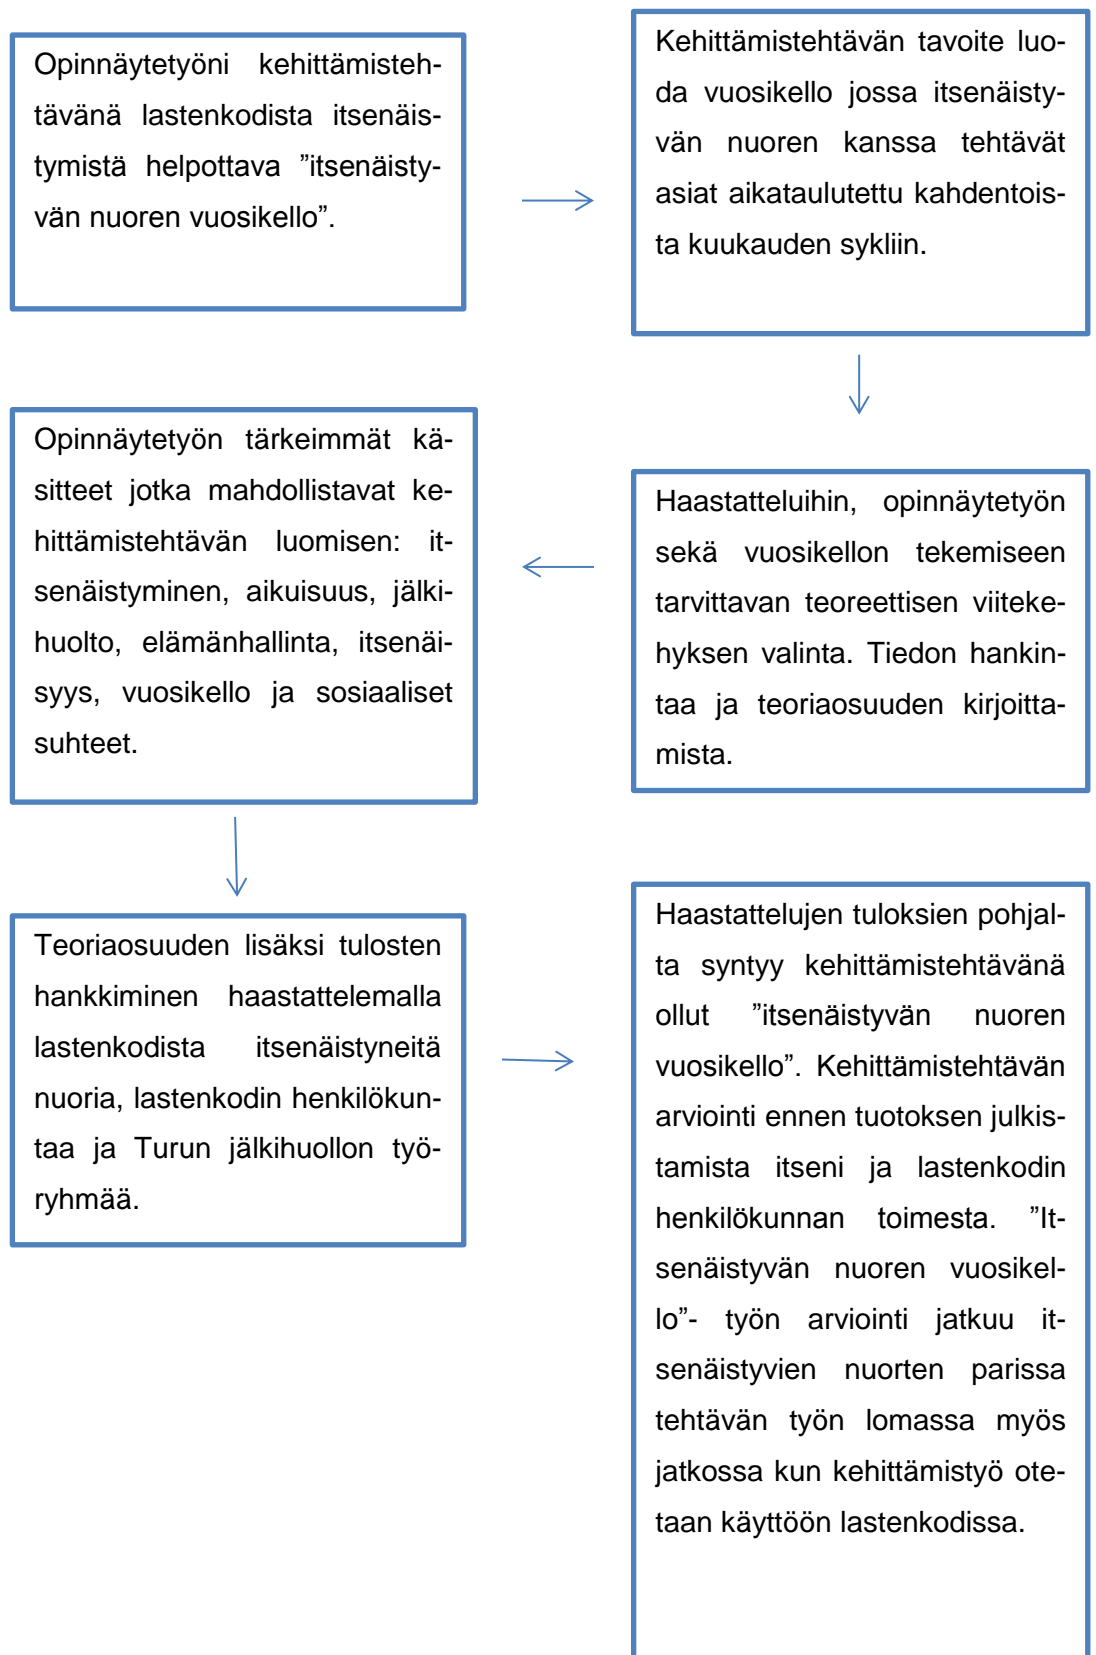 Opinnäytetyöni kehittämisteh-
tävänä lastenkodista itsenäis-
tymistä helpottava ”itsenäisty-
vän nuoren vuosikello”.
Kehittämistehtävän tavoite luo-
da vuosikello jossa itsenäisty-
vän nuoren kanssa tehtävät
asiat aikataulutettu kahdentois-
ta kuukauden sykliin.
Haastatteluihin, opinnäytetyön
sekä vuosikellon tekemiseen
tarvittavan teoreettisen viiteke-
hyksen valinta. Tiedon hankin-
taa ja teoriaosuuden kirjoitta-
mista.
Opinnäytetyön tärkeimmät kä-
sitteet jotka mahdollistavat ke-
hittämistehtävän luomisen: it-
senäistyminen, aikuisuus, jälki-
huolto, elämänhallinta, itsenäi-
syys, vuosikello ja sosiaaliset
suhteet.
Teoriaosuuden lisäksi tulosten
hankkiminen haastattelemalla
lastenkodista itsenäistyneitä
nuoria, lastenkodin henkilökun-
taa ja Turun jälkihuollon työ-
ryhmää.
Haastattelujen tuloksien pohjal-
ta syntyy kehittämistehtävänä
ollut ”itsenäistyvän nuoren
vuosikello”. Kehittämistehtävän
arviointi ennen tuotoksen julkis-
tamista itseni ja lastenkodin
henkilökunnan toimesta. ”It-
senäistyvän nuoren vuosikel-
lo”- työn arviointi jatkuu it-
senäistyvien nuorten parissa
tehtävän työn lomassa myös
jatkossa kun kehittämistyö ote-
taan käyttöön lastenkodissa.